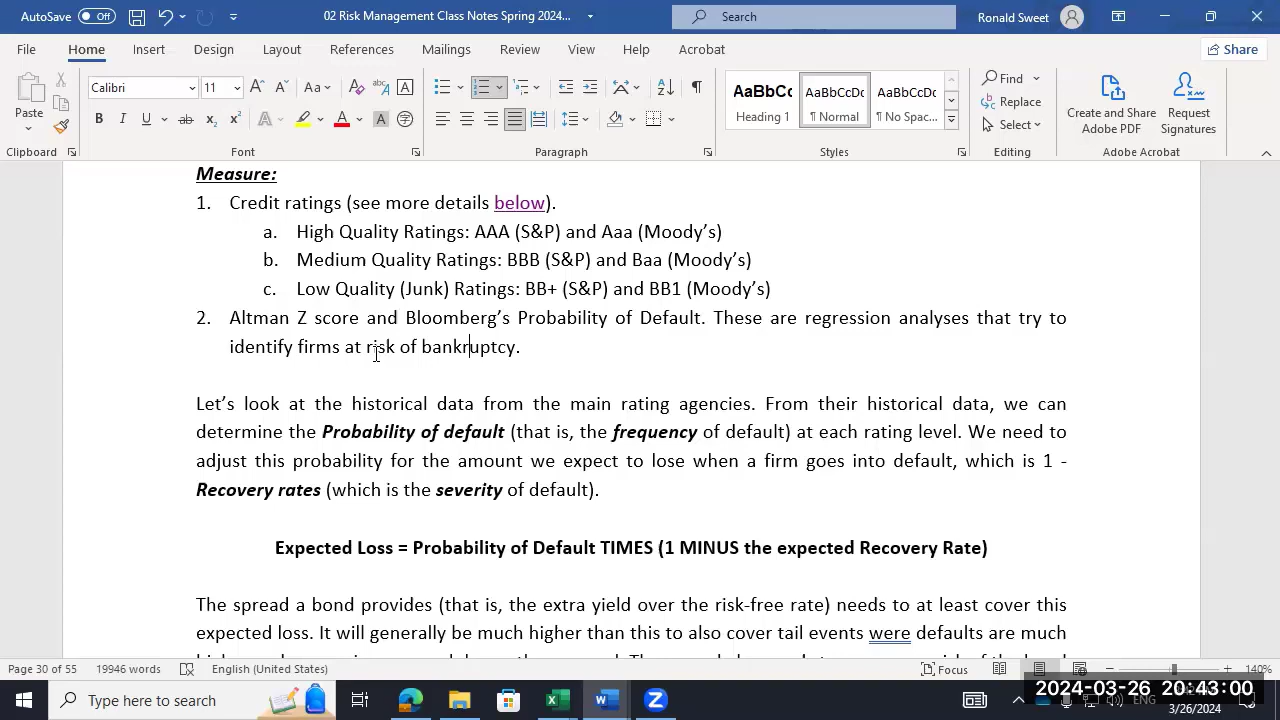 AutoSave Off 02 Risk Management Class Notes Spring 2024... Search Ronald Sweet
File Home Insert Design Layout References Mailings Review View Help Acrobat Share
Paste Calibri 11 Aa A Find Replace Select
AaBbCc AaBbCcDc AaBbCcDc
Heading 1 ¶ Normal ¶ No Spac...
Create and Share Adobe PDF Request Signatures
Clipboard Font Paragraph Styles Editing Adobe Acrobat
Measure:
1. Credit ratings (see more details below).
a. High Quality Ratings: AAA (S&P) and Aaa (Moody’s)
b. Medium Quality Ratings: BBB (S&P) and Baa (Moody’s)
c. Low Quality (Junk) Ratings: BB+ (S&P) and BB1 (Moody’s)
2. Altman Z score and Bloomberg’s Probability of Default. These are regression analyses that try to
identify firms at risk of bankruptcy.
Let’s look at the historical data from the main rating agencies. From their historical data, we can
determine the Probability of default (that is, the frequency of default) at each rating level. We need to
adjust this probability for the amount we expect to lose when a firm goes into default, which is 1 -
Recovery rates (which is the severity of default).
Expected Loss = Probability of Default TIMES (1 MINUS the expected Recovery Rate)
The spread a bond provides (that is, the extra yield over the risk-free rate) needs to at least cover this
expected loss. It will generally be much higher than this to also cover tail events were defaults are much
Page 30 of 55 19946 words English (United States) Focus 140%
Type here to search
2024-03-26 20:43:00
ENG
3/26/2024